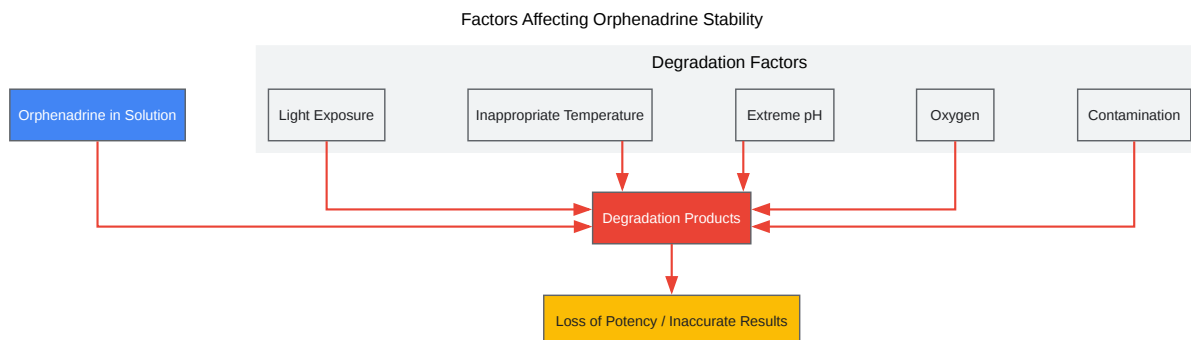 Factors Affecting Orphenadrine Stability
Degradation Factors
Orphenadrine in Solution
Light Exposure
Inappropriate Temperature
Extreme pH
Oxygen
Contamination
Degradation Products
Loss of Potency / Inaccurate Results